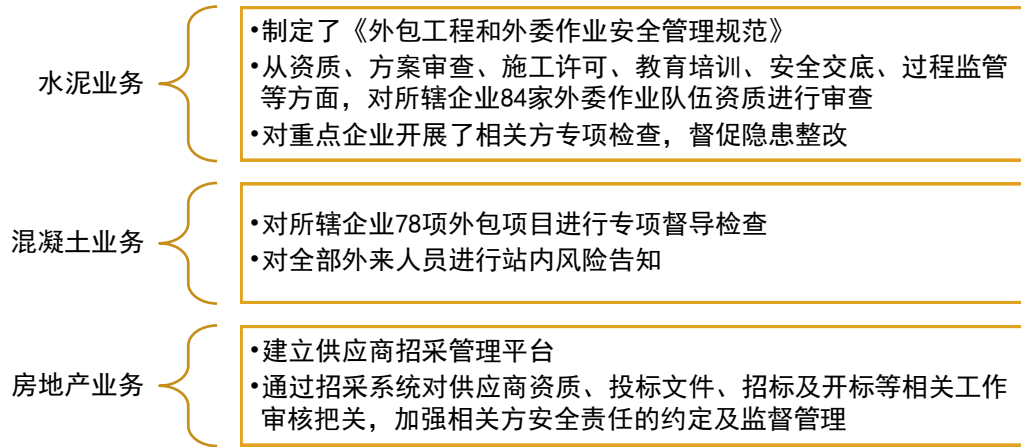 水泥业务
•制定了《外包工程和外委作业安全管理规范》
•从资质、方案审查、施工许可、教育培训、安全交底、过程监管
等方面，对所辖企业84家外委作业队伍资质进行审查
•对重点企业开展了相关方专项检查，督促隐患整改
混凝土业务
•对所辖企业78项外包项目进行专项督导检查
•对全部外来人员进行站内风险告知
房地产业务
•建立供应商招采管理平台
•通过招采系统对供应商资质、投标文件、招标及开标等相关工作
审核把关，加强相关方安全责任的约定及监督管理